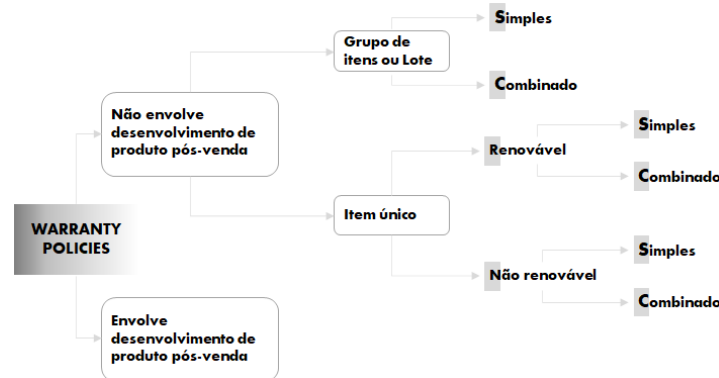 Simples
Grupo de
itens ou Lote
Combinado
Não envolve
desenvolvimento de
produto pós-venda
Simples
Renovável
Combinado
Item único
WARRANTY
POLICIES
Simples
Não renovável
Combinado
Envolve
desenvolvimento de
produto pós-venda